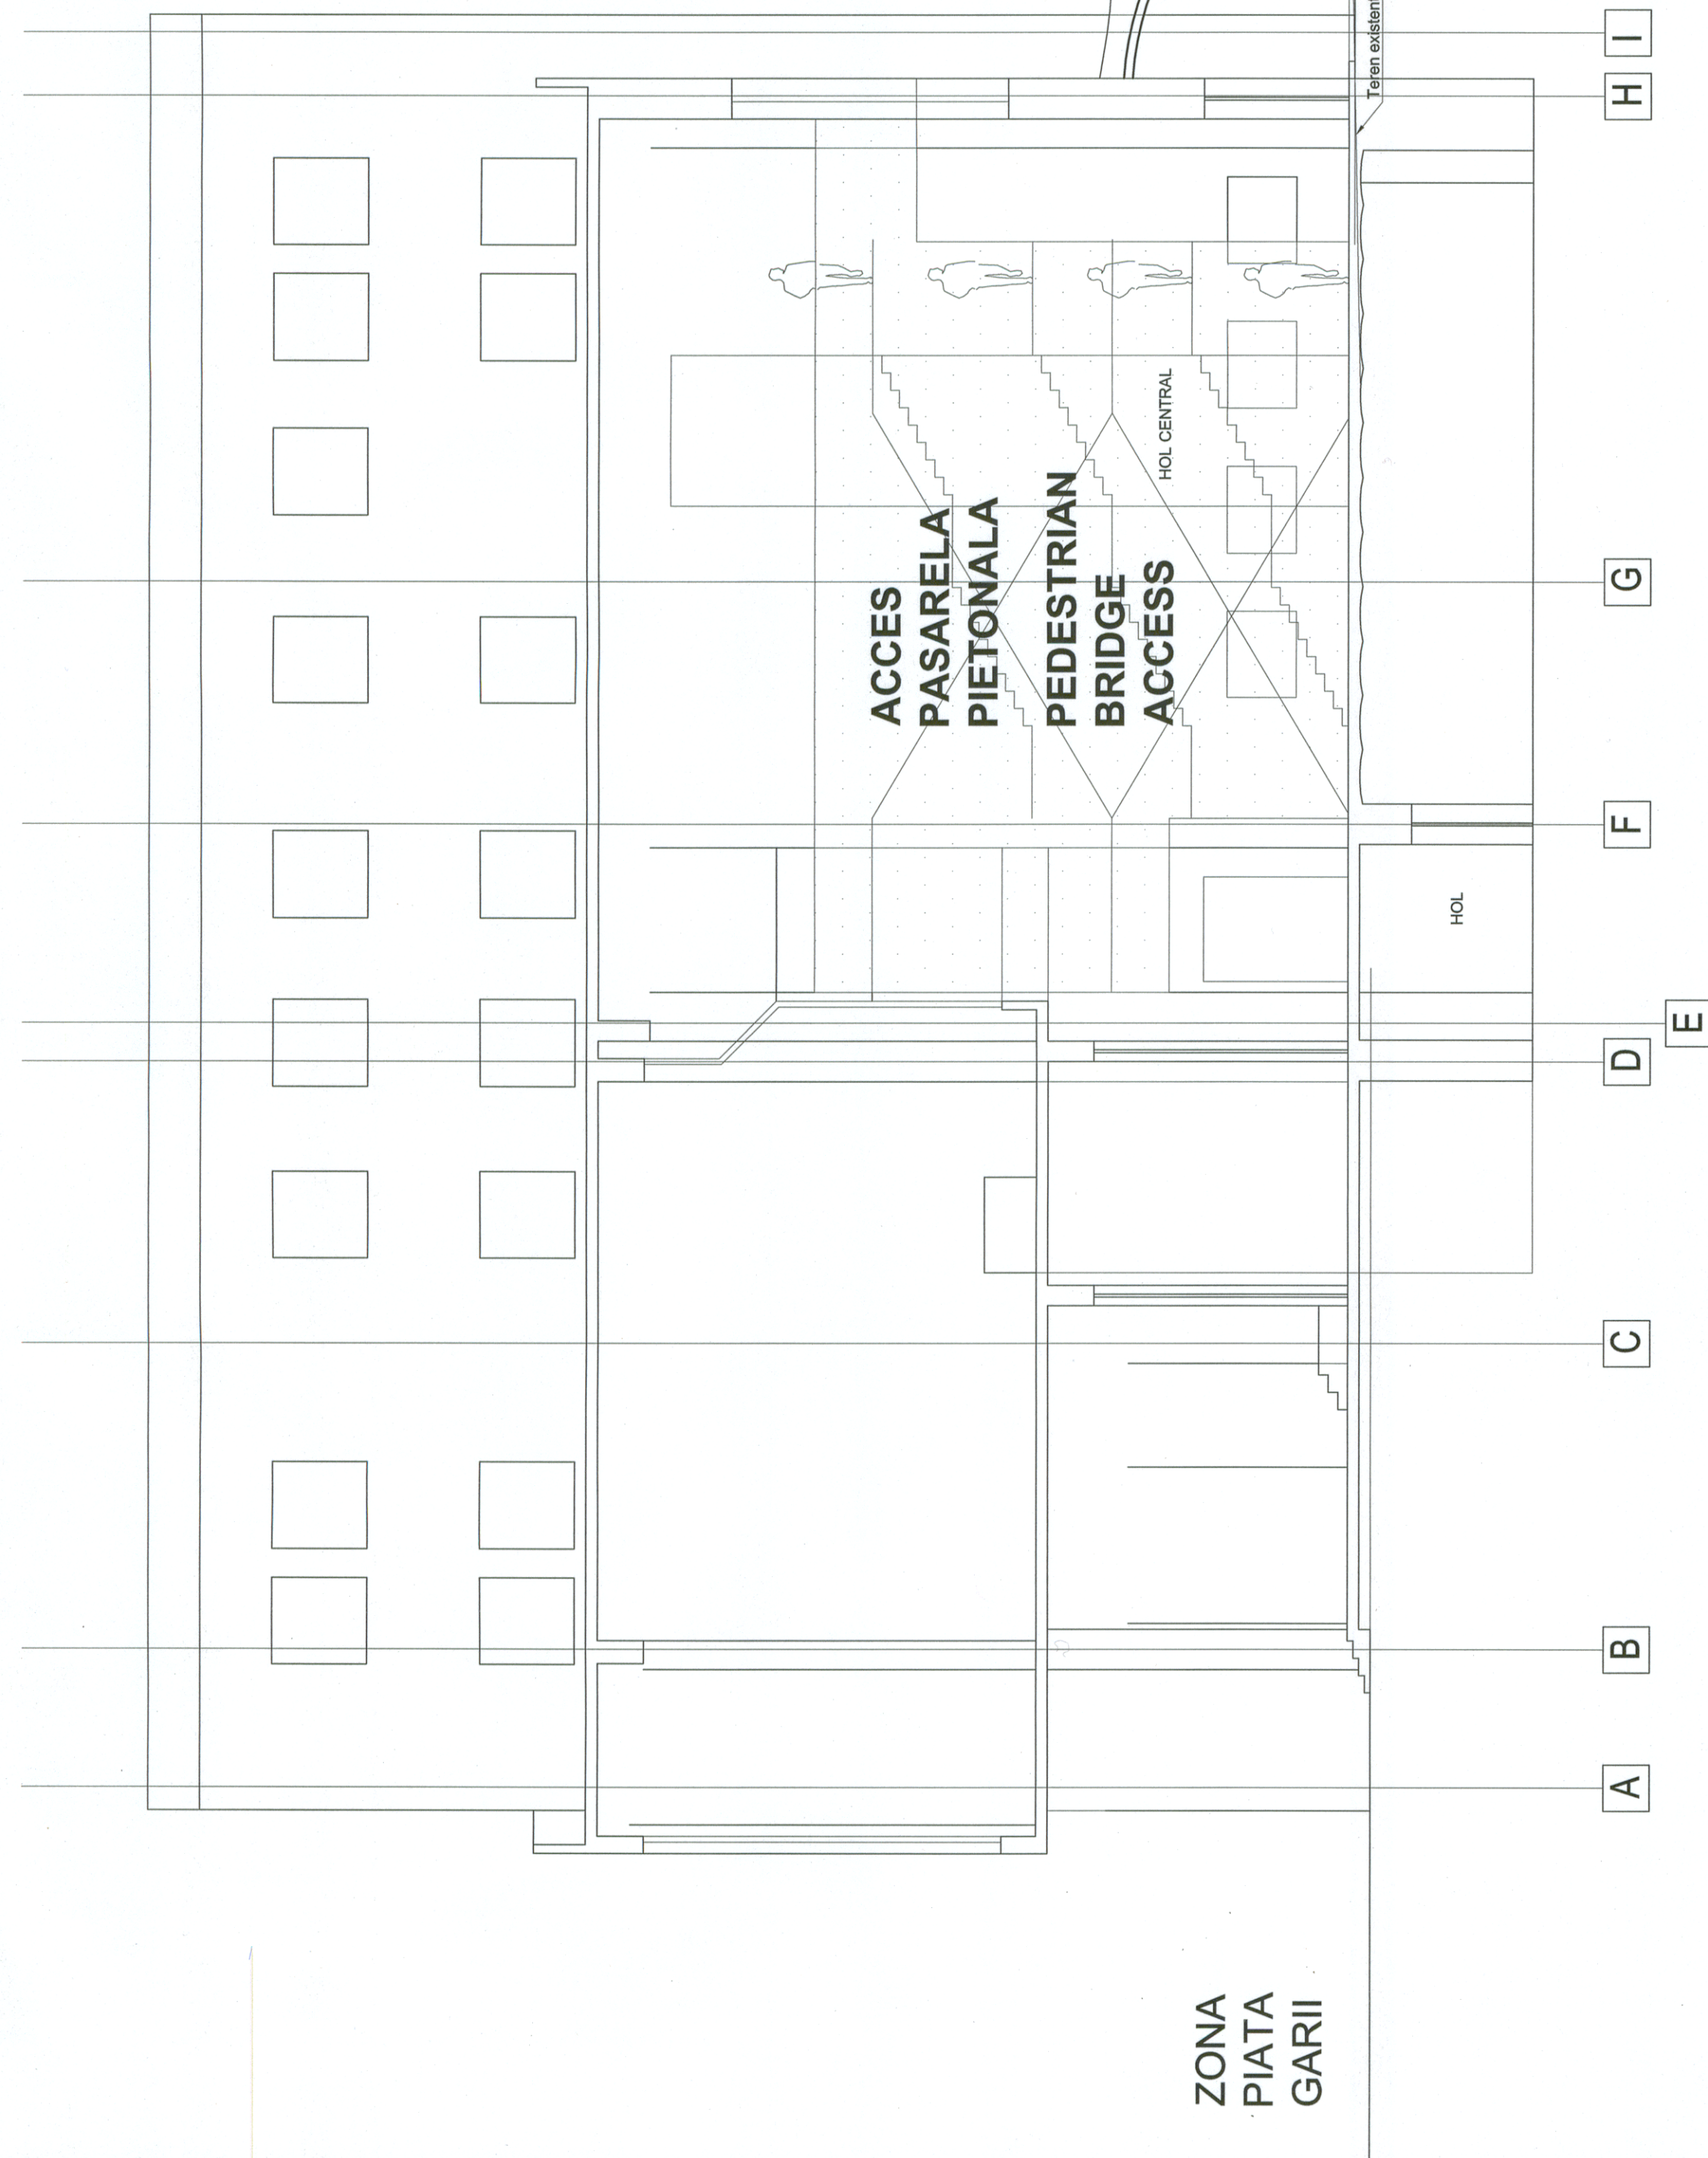 ACCES
PASARELA
PIETONALA
PEDESTRIAN
BRIDGE
ACCESS
HOL CENTRAL
Teren existent
HOL
ZONA
PIATA
GARII
A
B
C
D
E
F
G
H
I